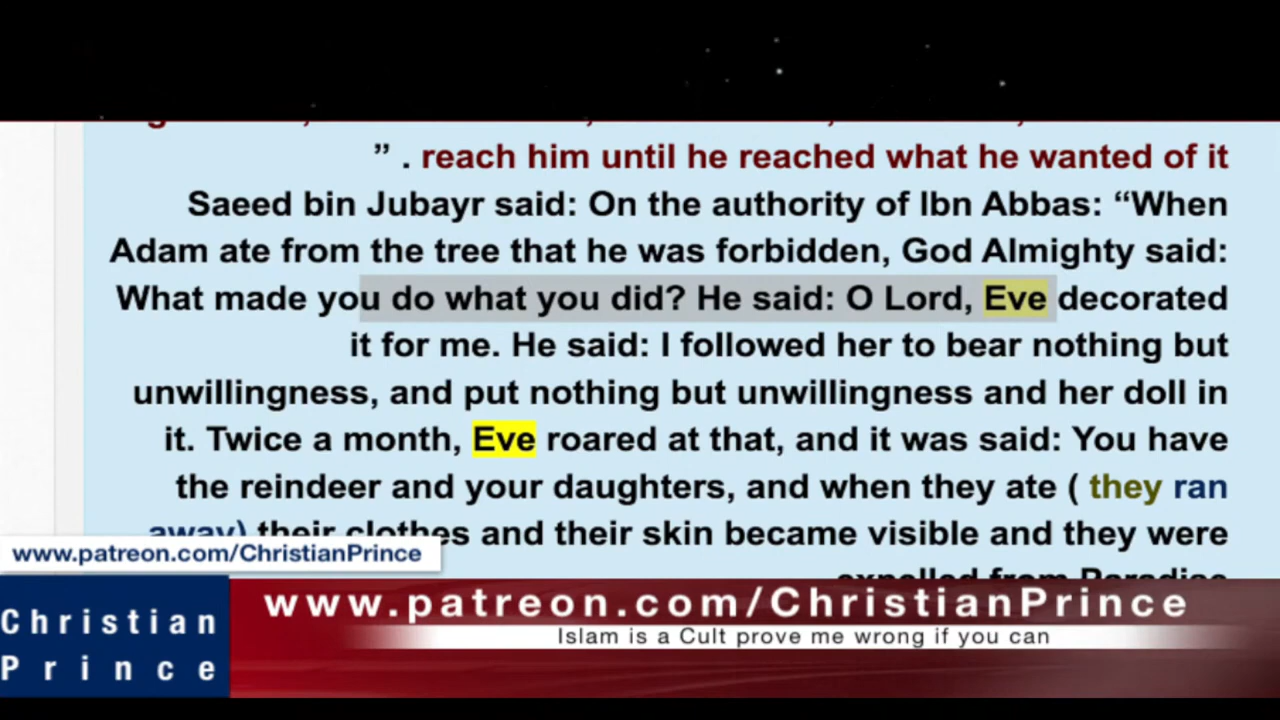 ” . reach him until he reached what he wanted of it
Saeed bin Jubayr said: On the authority of Ibn Abbas: “When
Adam ate from the tree that he was forbidden, God Almighty said:
What made you do what you did? He said: O Lord, Eve decorated
it for me. He said: I followed her to bear nothing but
unwillingness, and put nothing but unwillingness and her doll in
it. Twice a month, Eve roared at that, and it was said: You have
the reindeer and your daughters, and when they ate ( they ran
away) their clothes and their skin became visible and they were
expelled from Paradise
www.patreon.com/ChristianPrince
Christian
Prince
www.patreon.com/ChristianPrince
Islam is a Cult prove me wrong if you can